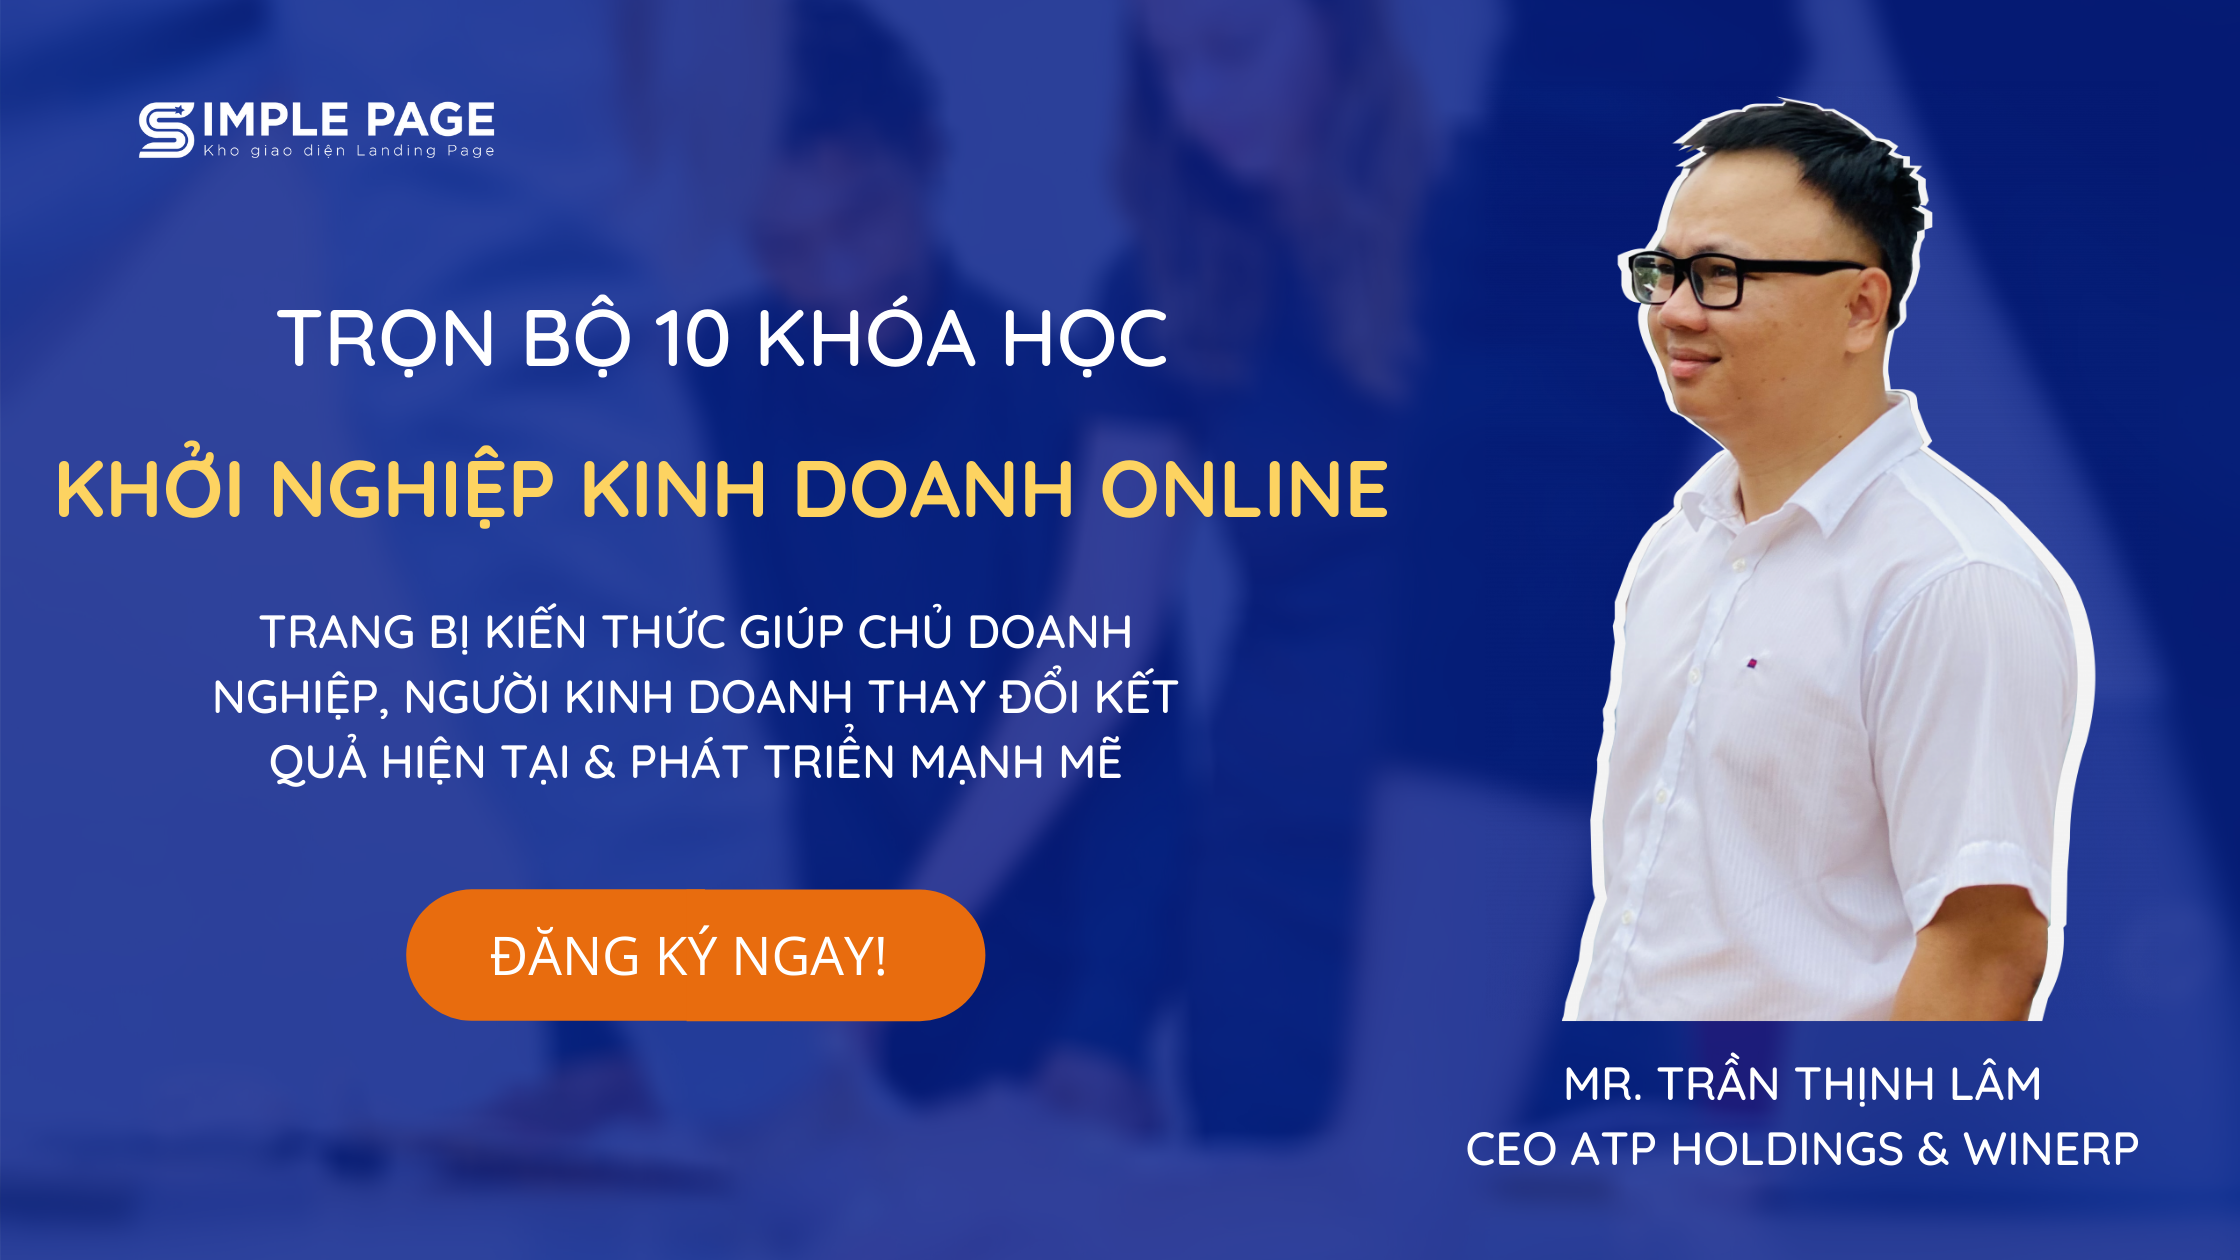 SIMPLE PAGE
Kho giao diện Landing Page
TRỌN BỘ 10 KHÓA HỌC
KHỞI NGHIỆP KINH DOANH ONLINE
TRANG BỊ KIẾN THỨC GIÚP CHỦ DOANH
NGHIỆP, NGƯỜI KINH DOANH THAY ĐỔI KẾT
QUẢ HIỆN TẠI & PHÁT TRIỂN MẠNH MẼ
ĐĂNG KÝ NGAY!
MR. TRẦN THỊNH LÂM
CEO ATP HOLDINGS & WINERP